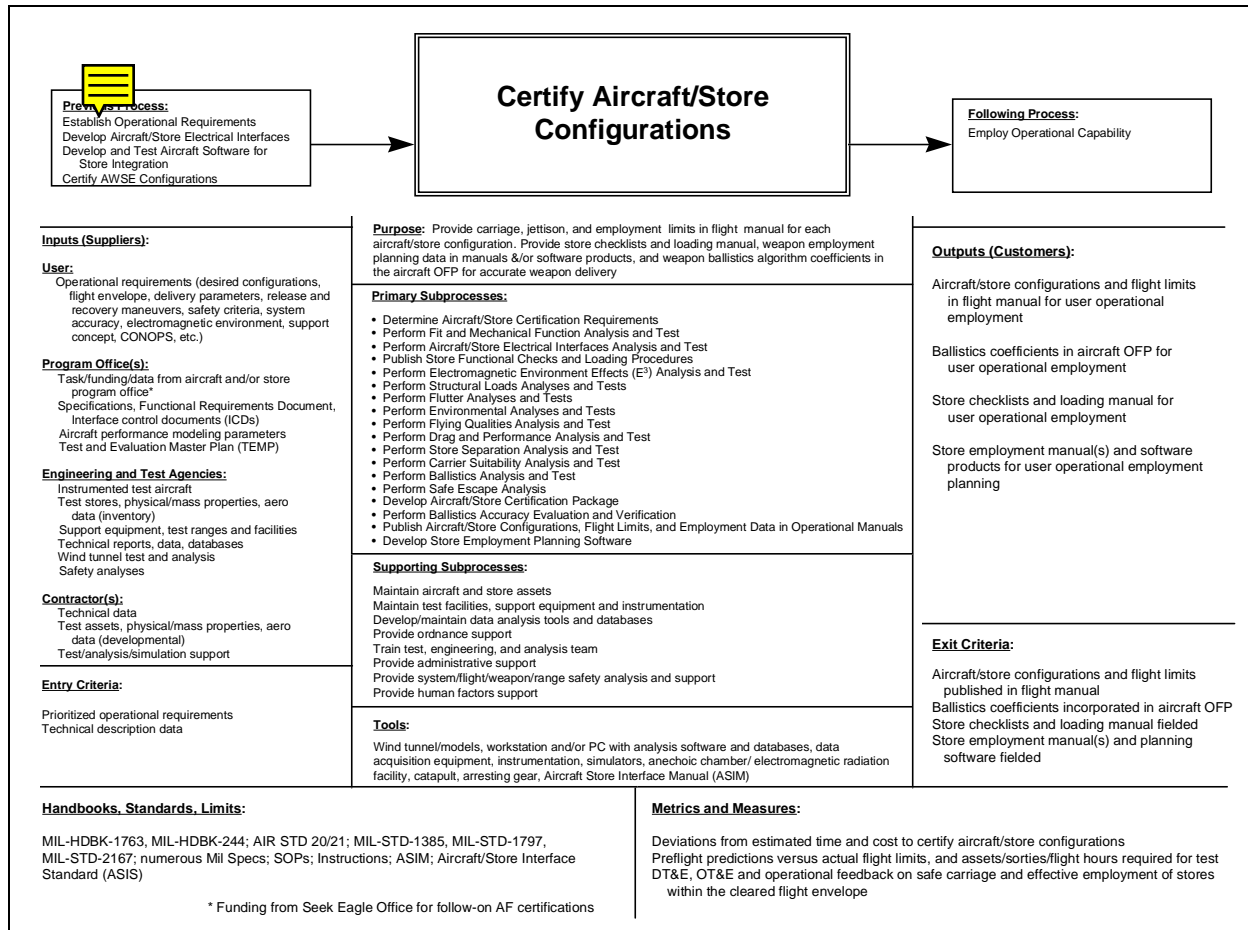 Certify Aircraft/Store
Configurations
Previous Process:
Establish Operational Requirements
Develop Aircraft/Store Electrical Interfaces
Develop and Test Aircraft Software for
Store Integration
Certify AWSE Configurations
Following Process:
Employ Operational Capability
Inputs (Suppliers):
User:
Operational requirements (desired configurations,
flight envelope, delivery parameters, release and
recovery maneuvers, safety criteria, system
accuracy, electromagnetic environment, support
concept, CONOPS, etc.)
Program Office(s):
Task/funding/data from aircraft and/or store
program office*
Specifications, Functional Requirements Document,
Interface control documents (ICDs)
Aircraft performance modeling parameters
Test and Evaluation Master Plan (TEMP)
Engineering and Test Agencies:
Instrumented test aircraft
Test stores, physical/mass properties, aero
data (inventory)
Support equipment, test ranges and facilities
Technical reports, data, databases
Wind tunnel test and analysis
Safety analyses
Contractor(s):
Technical data
Test assets, physical/mass properties, aero
data (developmental)
Test/analysis/simulation support
Entry Criteria:
Prioritized operational requirements
Technical description data
Purpose: Provide carriage, jettison, and employment limits in flight manual for each
aircraft/store configuration. Provide store checklists and loading manual, weapon employment
planning data in manuals &/or software products, and weapon ballistics algorithm coefficients in
the aircraft OFP for accurate weapon delivery
Primary Subprocesses:
• Determine Aircraft/Store Certification Requirements
• Perform Fit and Mechanical Function Analysis and Test
• Perform Aircraft/Store Electrical Interfaces Analysis and Test
• Publish Store Functional Checks and Loading Procedures
• Perform Electromagnetic Environment Effects (E³) Analysis and Test
• Perform Structural Loads Analyses and Tests
• Perform Flutter Analyses and Tests
• Perform Environmental Analyses and Tests
• Perform Flying Qualities Analysis and Test
• Perform Drag and Performance Analysis and Test
• Perform Store Separation Analysis and Test
• Perform Carrier Suitability Analysis and Test
• Perform Ballistics Analysis and Test
• Perform Safe Escape Analysis
• Develop Aircraft/Store Certification Package
• Perform Ballistics Accuracy Evaluation and Verification
• Publish Aircraft/Store Configurations, Flight Limits, and Employment Data in Operational Manuals
• Develop Store Employment Planning Software
Supporting Subprocesses:
Maintain aircraft and store assets
Maintain test facilities, support equipment and instrumentation
Develop/maintain data analysis tools and databases
Provide ordnance support
Train test, engineering, and analysis team
Provide administrative support
Provide system/flight/weapon/range safety analysis and support
Provide human factors support
Tools:
Wind tunnel/models, workstation and/or PC with analysis software and databases, data
acquisition equipment, instrumentation, simulators, anechoic chamber/ electromagnetic radiation
facility, catapult, arresting gear, Aircraft Store Interface Manual (ASIM)
Outputs (Customers):
Aircraft/store configurations and flight limits
in flight manual for user operational
employment
Ballistics coefficients in aircraft OFP for
user operational employment
Store checklists and loading manual for
user operational employment
Store employment manual(s) and software
products for user operational employment
planning
Exit Criteria:
Aircraft/store configurations and flight limits
published in flight manual
Ballistics coefficients incorporated in aircraft OFP
Store checklists and loading manual fielded
Store employment manual(s) and planning
software fielded
Handbooks, Standards, Limits:
MIL-HDBK-1763, MIL-HDBK-244; AIR STD 20/21; MIL-STD-1385, MIL-STD-1797,
MIL-STD-2167; numerous Mil Specs; SOPs; Instructions; ASIM; Aircraft/Store Interface
Standard (ASIS)
* Funding from Seek Eagle Office for follow-on AF certifications
Metrics and Measures:
Deviations from estimated time and cost to certify aircraft/store configurations
Preflight predictions versus actual flight limits, and assets/sorties/flight hours required for test
DT&E, OT&E and operational feedback on safe carriage and effective employment of stores
within the cleared flight envelope